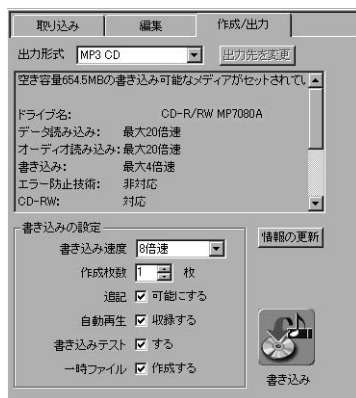 取り込み 編集 作成/出力
出力形式 MP3 CD 出力先を変更
空き容量654.5MBの書き込み可能なメディアがセットされてい
ドライブ名: CD-R/RW MP7080A
データ読み込み: 最大20倍速
オーディオ読み込み: 最大20倍速
書き込み: 最大4倍速
エラー防止技術: 非対応
CD-RW: 対応
書き込みの設定
書き込み速度 8倍速 情報の更新
作成枚数 1 枚
追記 可能にする
自動再生 収録する
書き込みテスト する
一時ファイル 作成する
書き込み